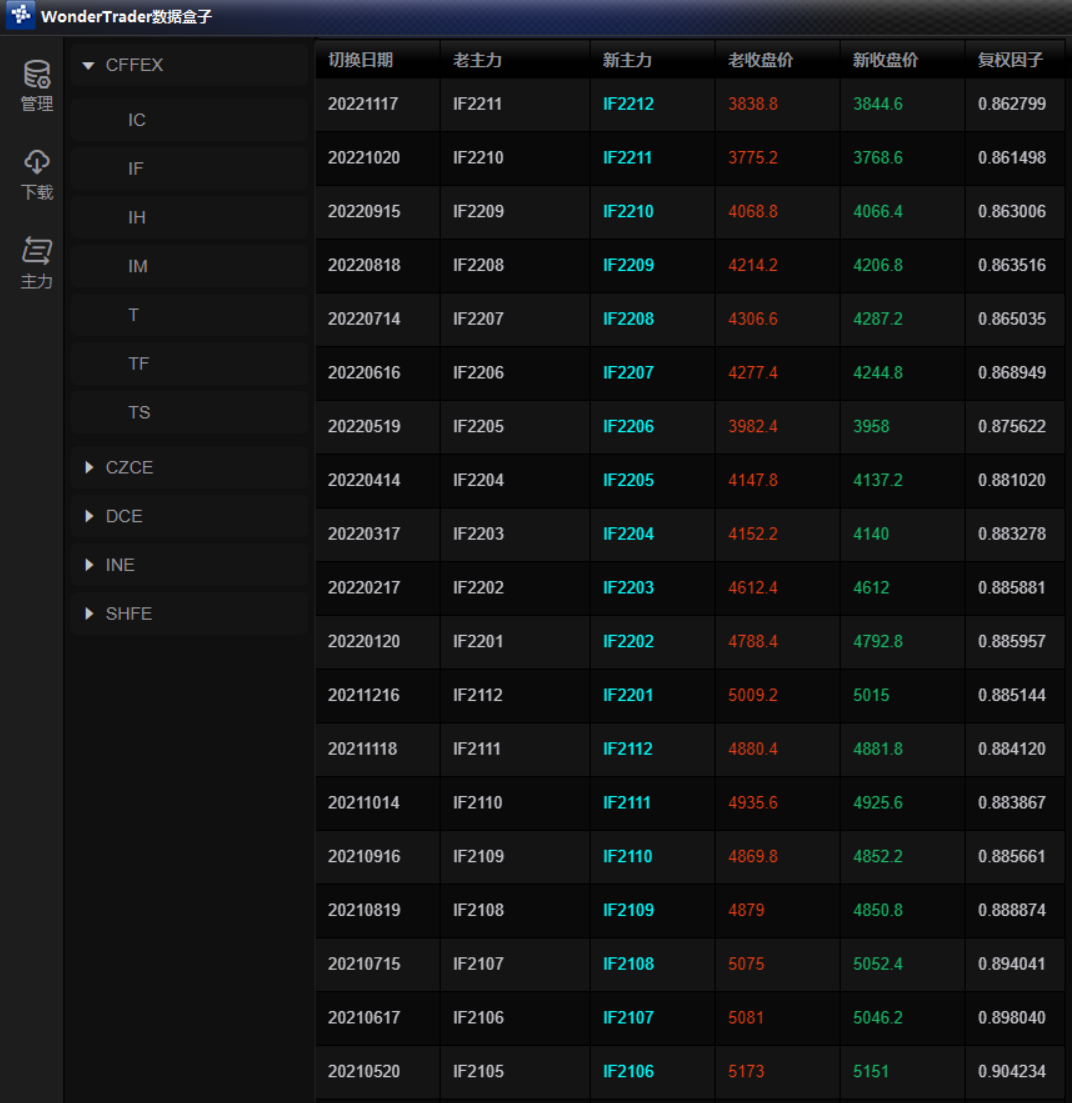 WonderTrader数据盒子
管理
下载
主力
CFFEX
IC
IF
IH
IM
T
TF
TS
CZCE
DCE
INE
SHFE
切换日期 老主力 新主力 老收盘价 新收盘价 复权因子
20221117 IF2211 IF2212 3838.8 3844.6 0.862799
20221020 IF2210 IF2211 3775.2 3768.6 0.861498
20220915 IF2209 IF2210 4068.8 4066.4 0.863006
20220818 IF2208 IF2209 4214.2 4206.8 0.863516
20220714 IF2207 IF2208 4306.6 4287.2 0.865035
20220616 IF2206 IF2207 4277.4 4244.8 0.868949
20220519 IF2205 IF2206 3982.4 3958 0.875622
20220414 IF2204 IF2205 4147.8 4137.2 0.881020
20220317 IF2203 IF2204 4152.2 4140 0.883278
20220217 IF2202 IF2203 4612.4 4612 0.885881
20220120 IF2201 IF2202 4788.4 4792.8 0.885957
20211216 IF2112 IF2201 5009.2 5015 0.885144
20211118 IF2111 IF2112 4880.4 4881.8 0.884120
20211014 IF2110 IF2111 4935.6 4925.6 0.883867
20210916 IF2109 IF2110 4869.8 4852.2 0.885661
20210819 IF2108 IF2109 4879 4850.8 0.888874
20210715 IF2107 IF2108 5075 5052.4 0.894041
20210617 IF2106 IF2107 5081 5046.2 0.898040
20210520 IF2105 IF2106 5173 5151 0.904234